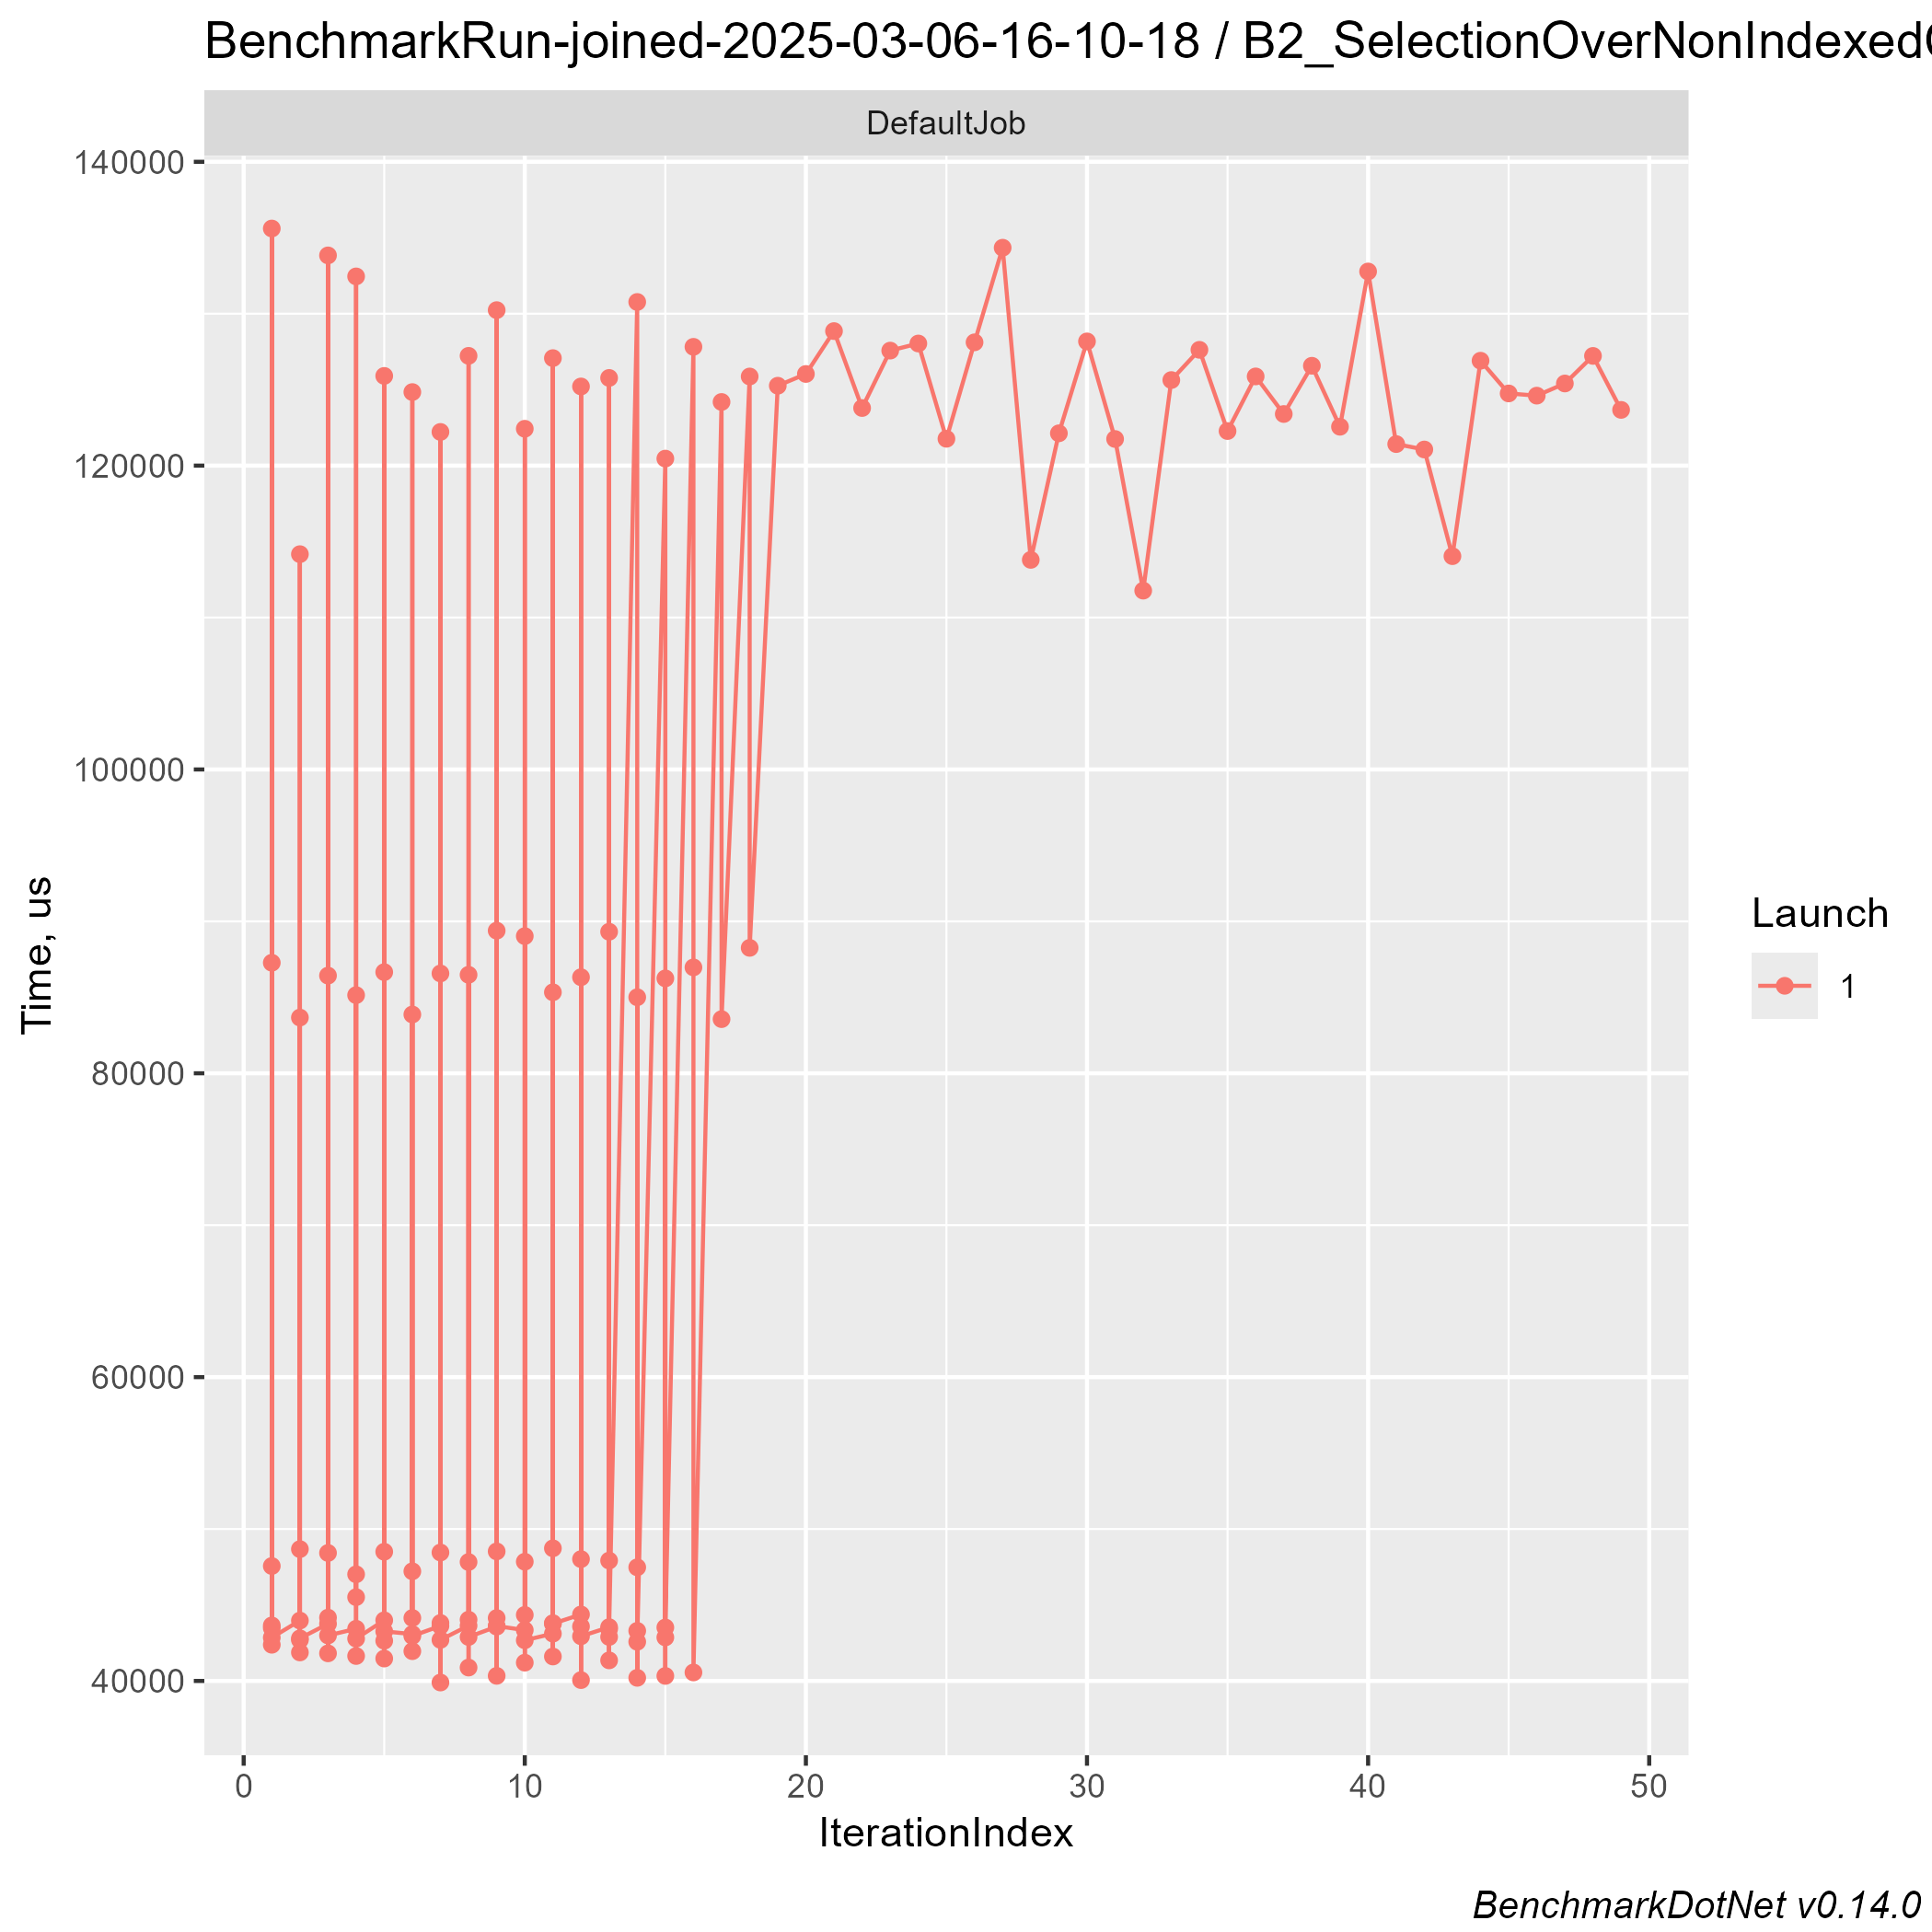 BenchmarkRun-joined-2025-03-06-16-10-18 / B2_SelectionOverNonIndexed
DefaultJob
140000
120000
100000
80000
60000
40000
Time, us
0 10 20 30 40 50
IterationIndex
Launch
1
BenchmarkDotNet v0.14.0